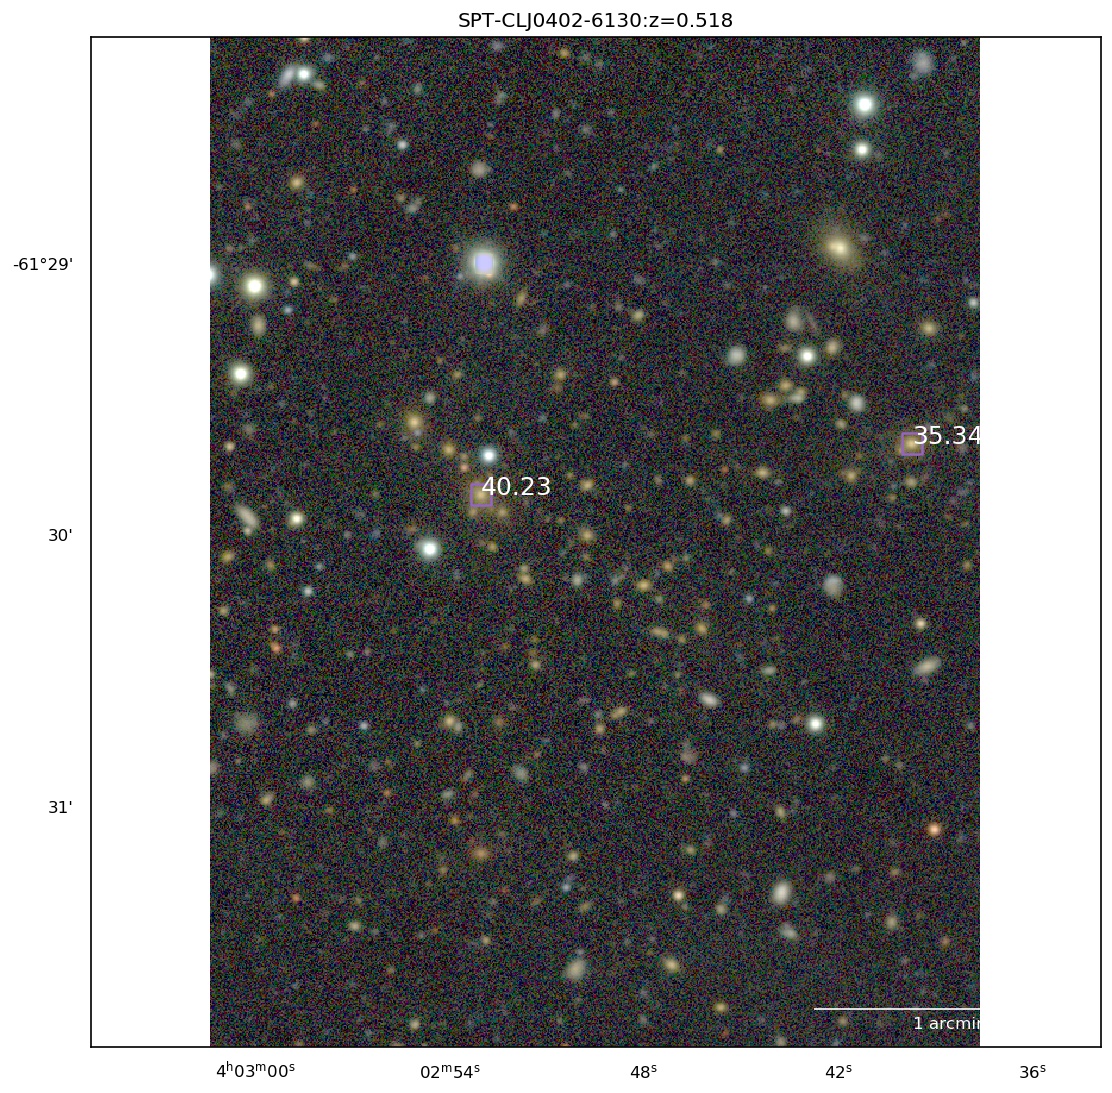 SPT-CLJ0402-6130:z=0.518
-61°29'
35.34
40.23
30'
31'
1 arcmin
4ʰ03ᵐ00ˢ 02ᵐ54ˢ 48ˢ 42ˢ 36ˢ